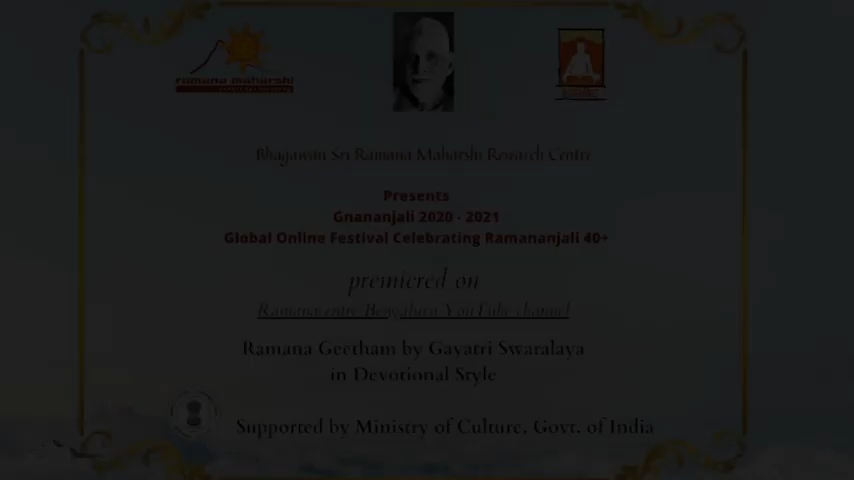 ramana maharshi
Bhagawan Sri Ramana Maharshi Research Centre
Presents
Gnananjali 2020 - 2021
Global Online Festival Celebrating Ramananjali 40+
premiered on
Ramanacentre Bengaluru YouTube channel
Ramana Geetham by Gayatri Swaralaya
in Devotional Style
Supported by Ministry of Culture, Govt. of India